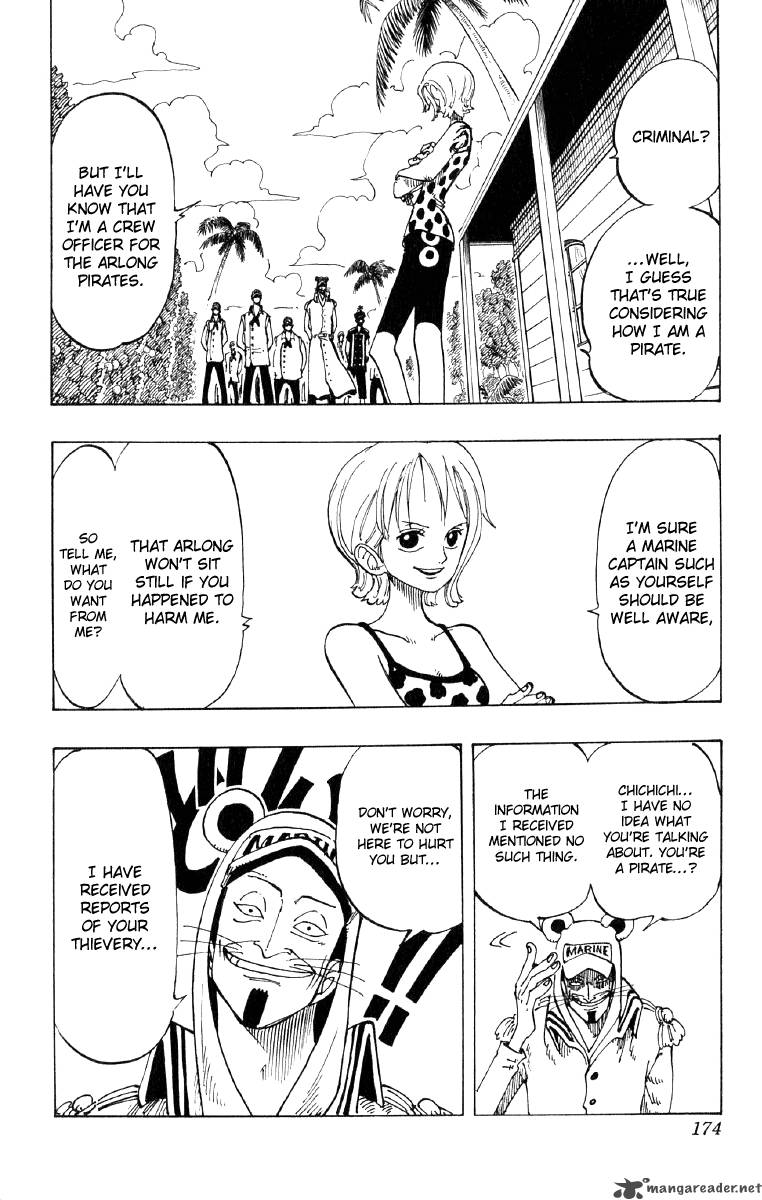 CRIMINAL?
...WELL,
I GUESS
THAT'S TRUE
CONSIDERING
HOW I AM A
PIRATE.
BUT I'LL
HAVE YOU
KNOW THAT
I'M A CREW
OFFICER FOR
THE ARLONG
PIRATES.
I'M SURE
A MARINE
CAPTAIN SUCH
AS YOURSELF
SHOULD BE
WELL AWARE,
THAT ARLONG
WON'T SIT
STILL IF YOU
HAPPENED TO
HARM ME.
SO
TELL ME,
WHAT
DO YOU
WANT
FROM
ME?
CHICHICHI...
I HAVE NO
IDEA WHAT
YOU'RE TALKING
ABOUT. YOU'RE
A PIRATE...?
THE
INFORMATION
I RECEIVED
MENTIONED NO
SUCH THING.
MARINE
DON'T WORRY,
WE'RE NOT
HERE TO HURT
YOU BUT...
I HAVE
RECEIVED
REPORTS
OF YOUR
THIEVERY...
MARINE
!!
174
mangareader.net